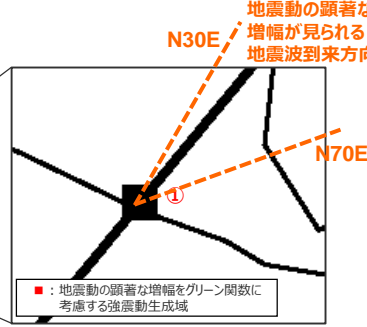 地震動の顕著な
増幅が見られる
地震波到来方向
N30E
N70E
①
■：地震動の顕著な増幅をグリーン関数に
考慮する強震動生成域